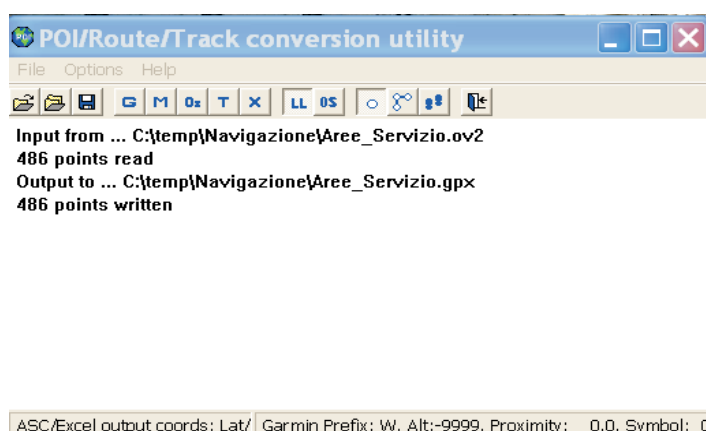 POI/Route/Track conversion utility
File Options Help
G M Oz T X LL OS
Input from ... C:\temp\Navigazione\Aree_Servizio.ov2
486 points read
Output to ... C:\temp\Navigazione\Aree_Servizio.gpx
486 points written
ASC/Excel output coords: Lat/ Garmin Prefix: W, Alt:-9999, Proximity: 0.0, Symbol: 0